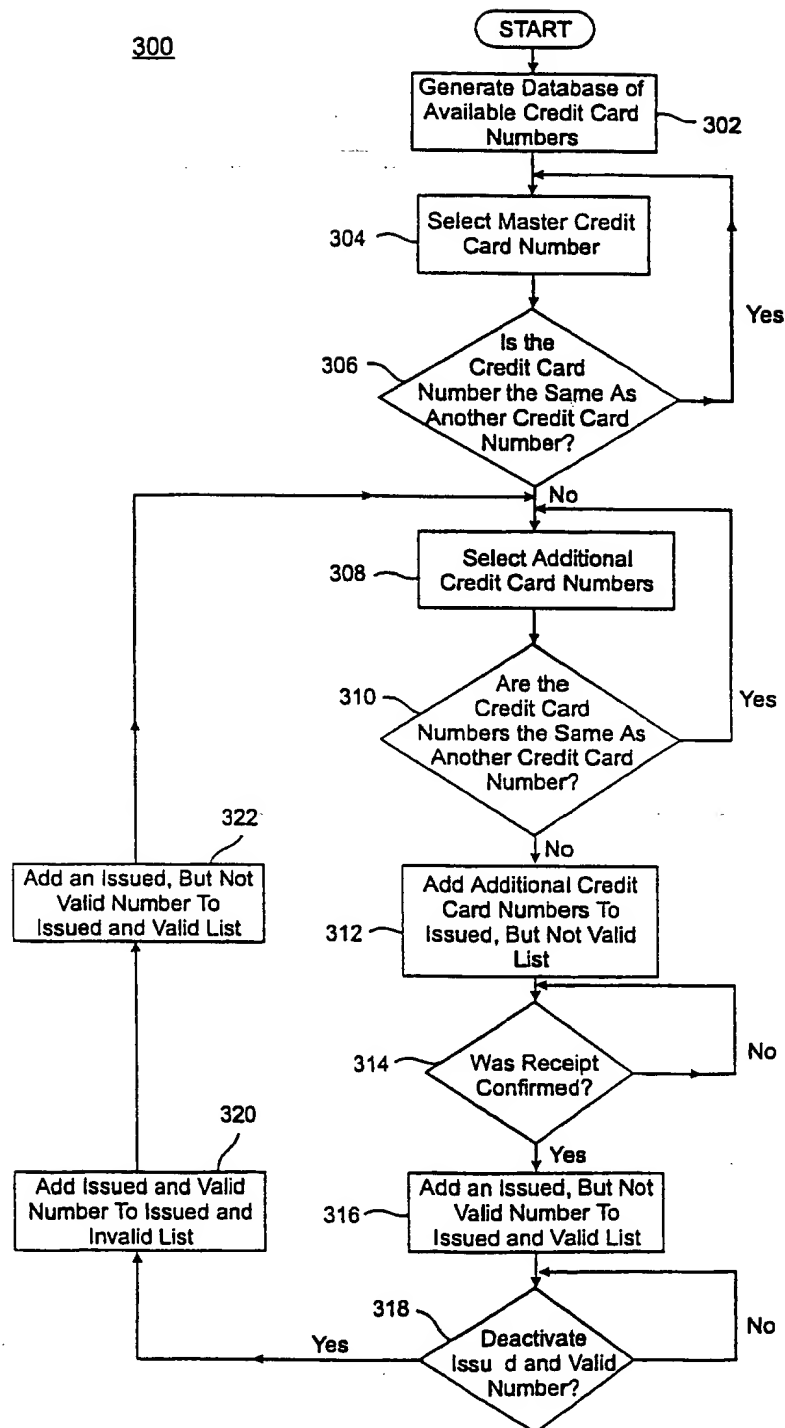 300
START
Generate Database of
Available Credit Card
Numbers
302
304
Select Master Credit
Card Number
Yes
306
Is the
Credit Card
Number the Same As
Another Credit Card
Number?
No
308
Select Additional
Credit Card Numbers
310
Are the
Credit Card
Numbers the Same As
Another Credit Card
Number?
Yes
No
322
Add an Issued, But Not
Valid Number To
Issued and Valid List
312
Add Additional Credit
Card Numbers To
Issued, But Not Valid
List
314
Was Receipt
Confirmed?
No
Yes
320
Add Issued and Valid
Number To Issued and
Invalid List
316
Add an Issued, But Not
Valid Number To
Issued and Valid List
318
Deactivate
Issu d and Valid
Number?
No
Yes